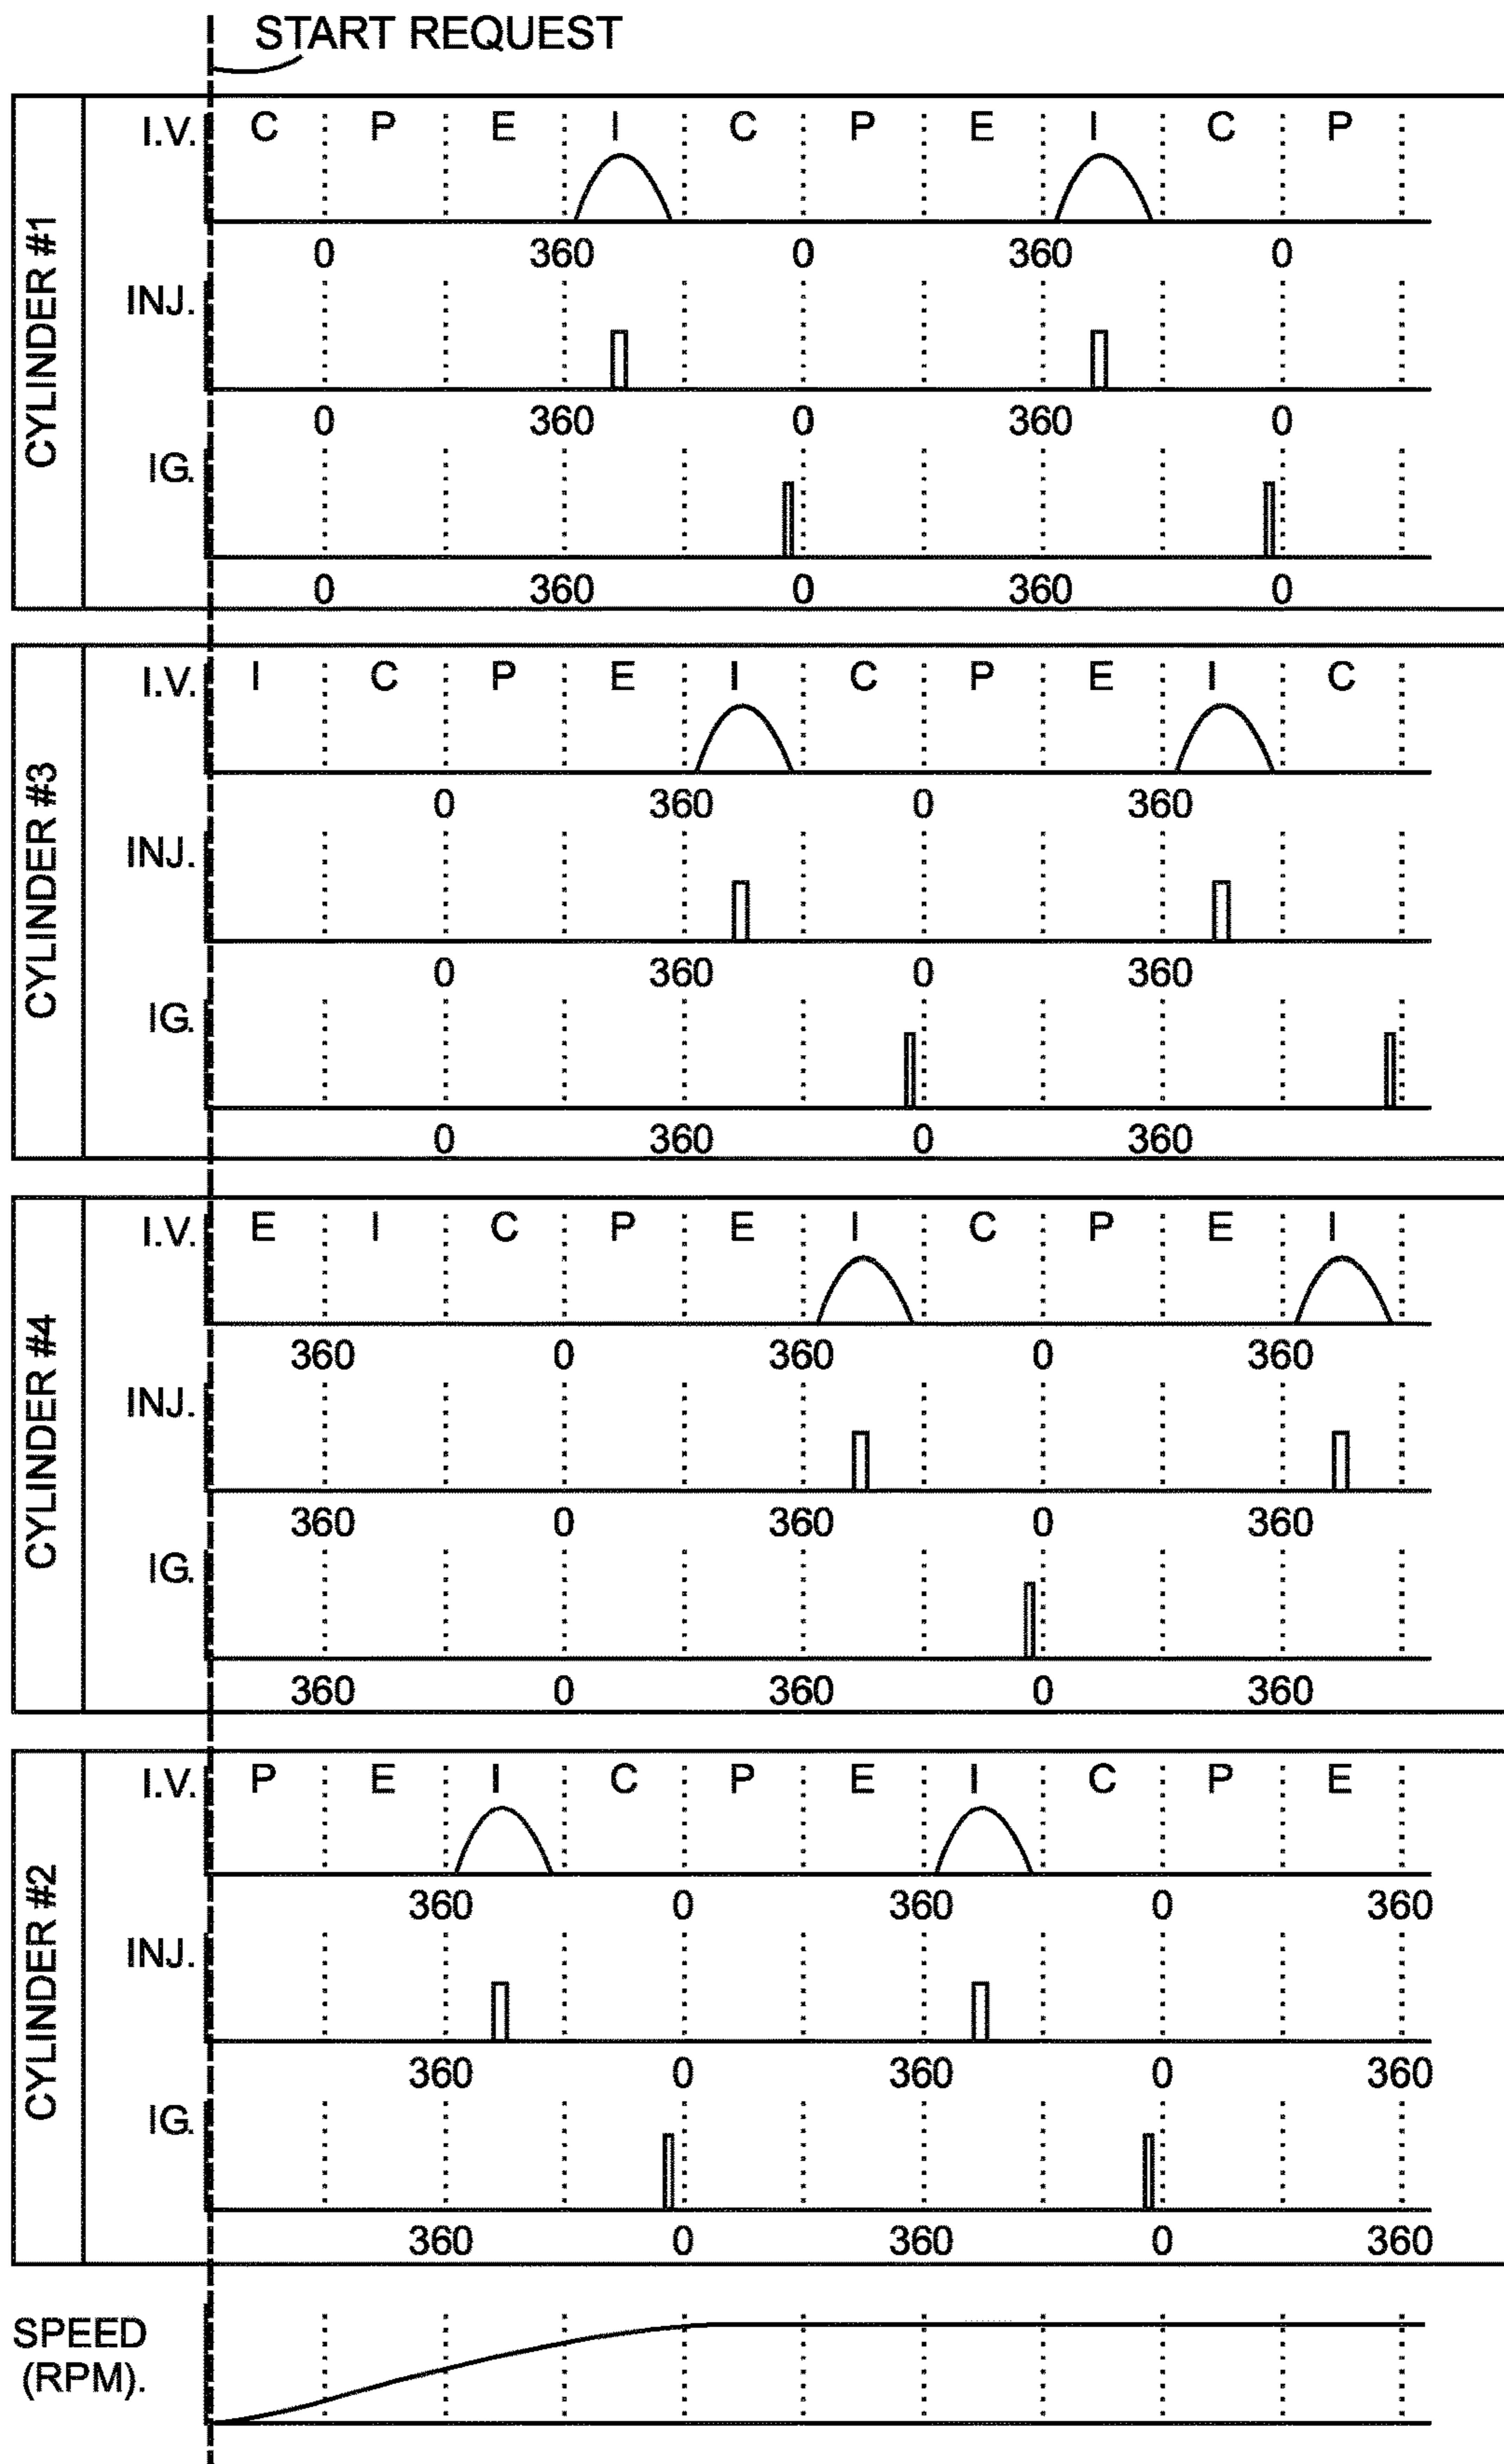 START REQUEST
CYLINDER #1
I.V. C P E I C P E I C P
0 360 0 360 0
INJ.
0 360 0 360 0
IG.
0 360 0 360 0
CYLINDER #3
I.V. I C P E I C P E I C
0 360 0 360
INJ.
0 360 0 360
IG.
0 360 0 360
CYLINDER #4
I.V. E I C P E I C P E I
360 0 360 0 360
INJ.
360 0 360 0 360
IG.
360 0 360 0 360
CYLINDER #2
I.V. P E I C P E I C P E
360 0 360 0 360
INJ.
360 0 360 0 360
IG.
360 0 360 0 360
SPEED
(RPM).